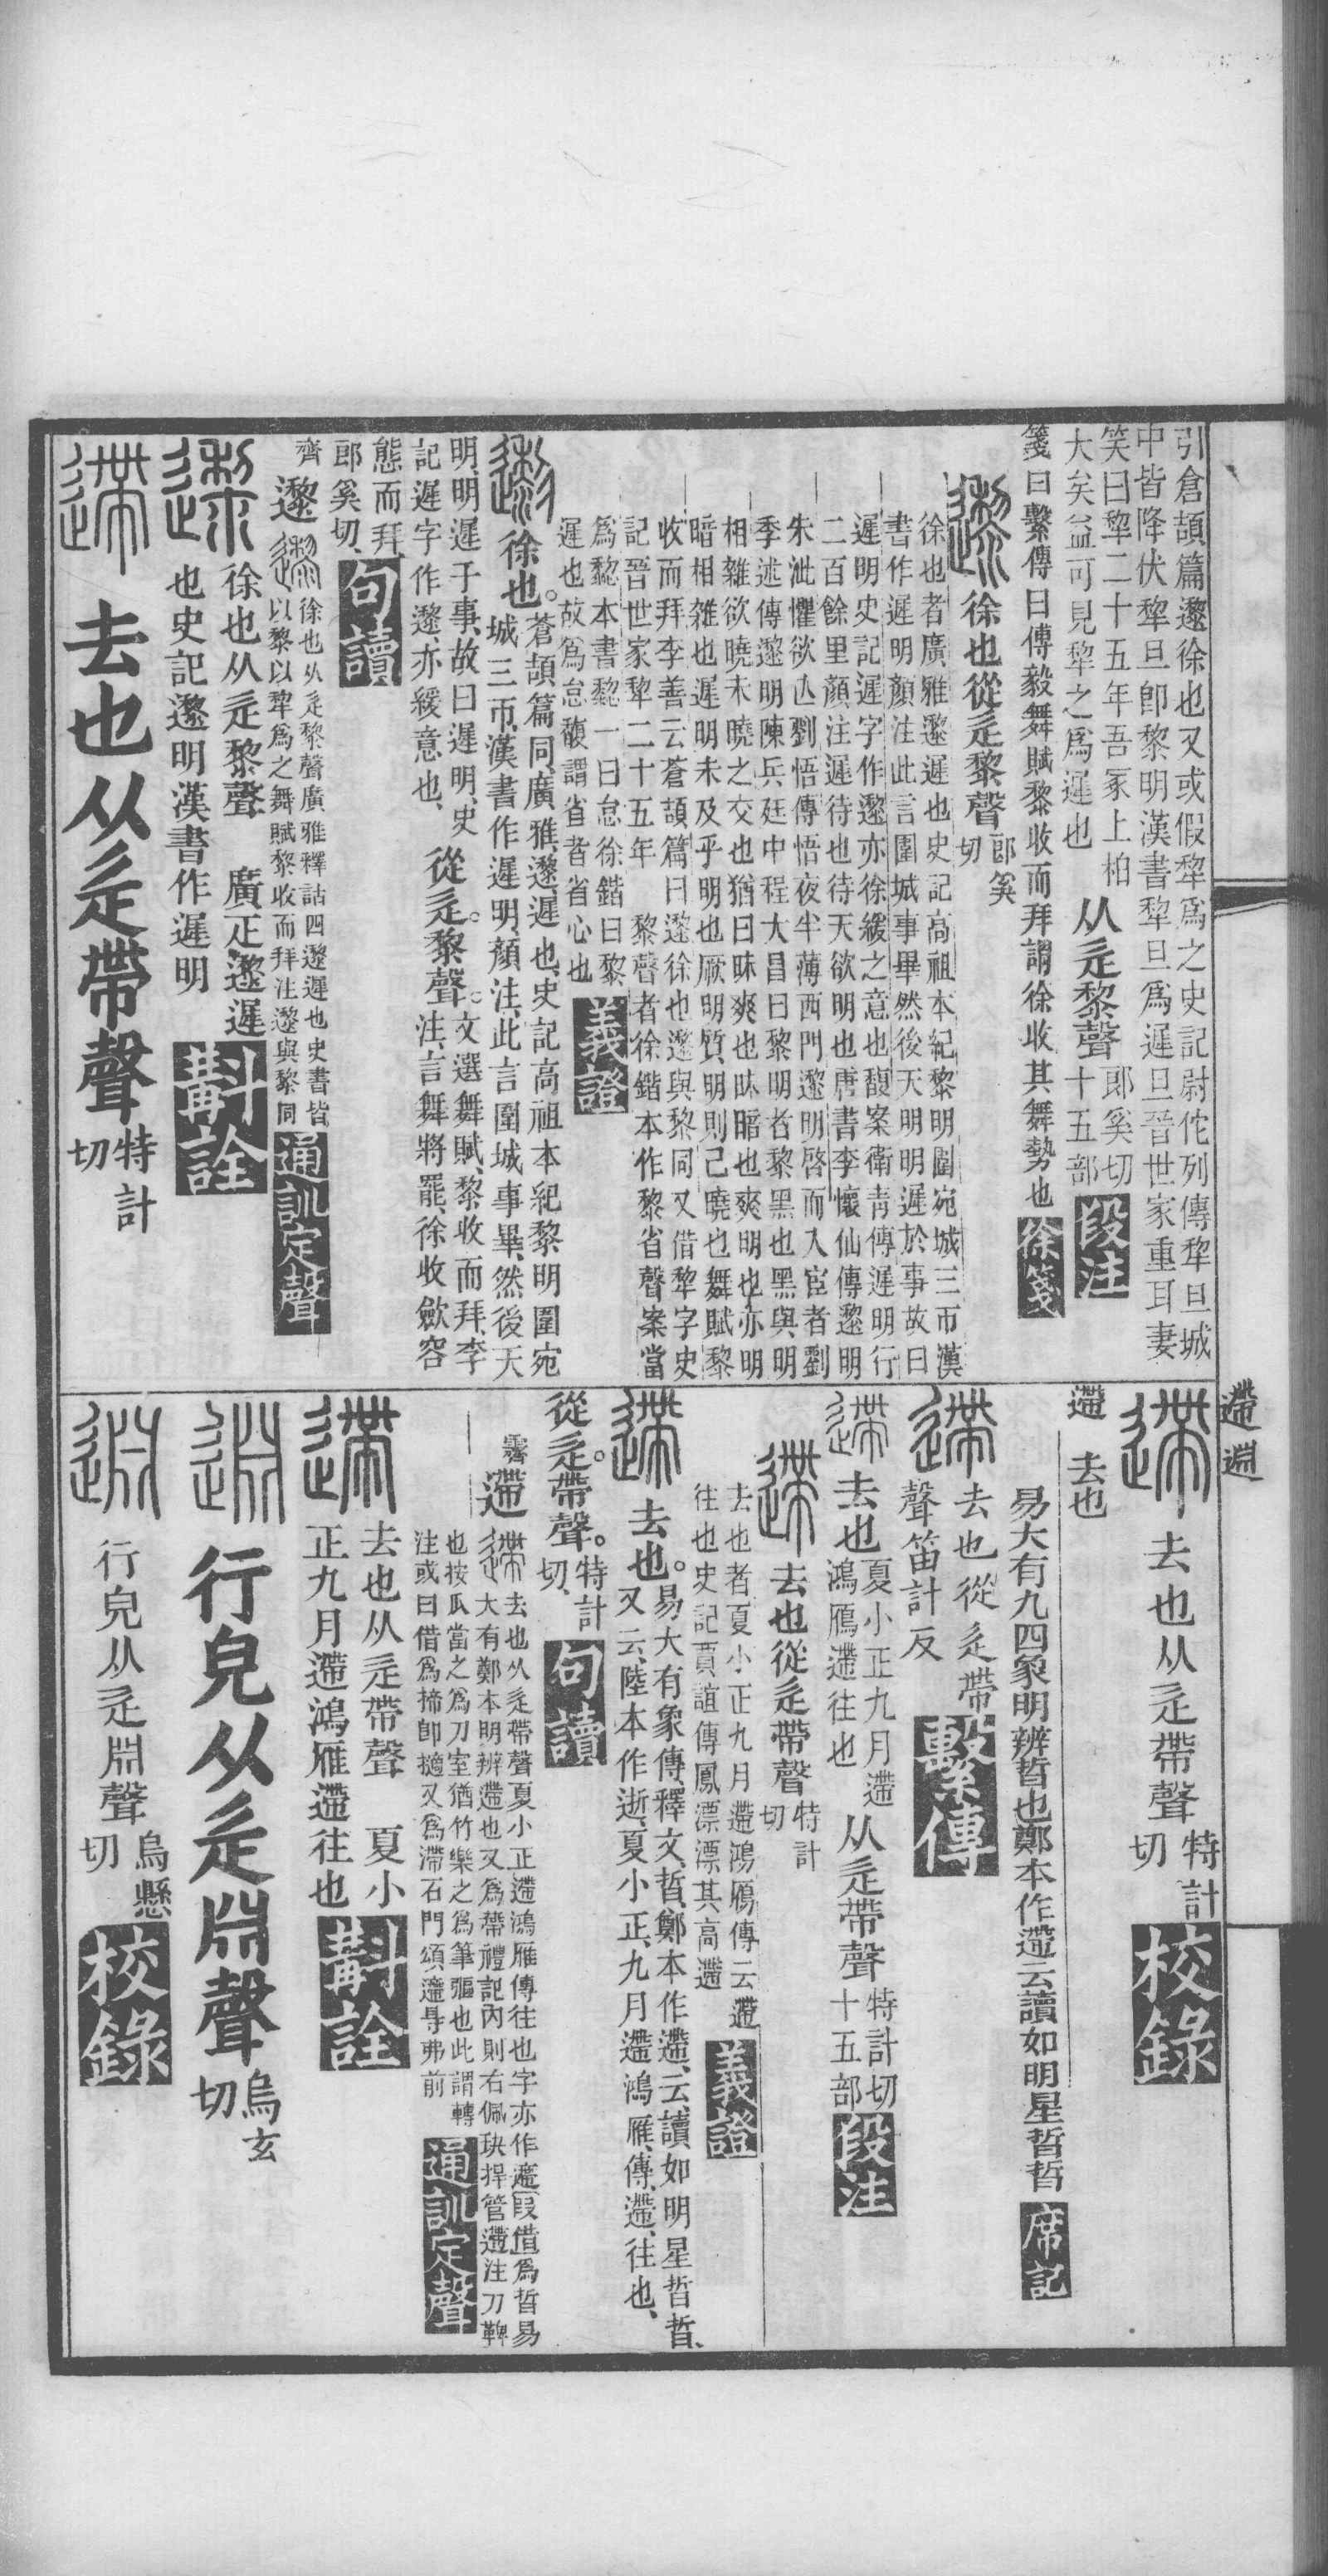 引倉頡篇邌徐也又或假犂爲之史記尉佗列傳犂旦城
中皆降伏犂旦卽黎明漢書犂旦爲遲旦晉世家重耳妻
笑曰犂二十五年吾冢上柏
大矣益可見犂之爲遲也
从辵黎聲
郎奚切
十五部
段注
箋曰繫傳曰傳毅舞賦黎收而拜謂徐收其舞勢也
徐箋
邌
徐也從辵黎聲
郎奚
切
徐也者廣雅邌遲也史記高祖本紀黎明圍宛城三帀漢
書作遲明顏注此言圍城事畢然後天明明遲於事故曰
遲明史記遲字作邌亦徐緩之意也馥案衛青傳遲明行
二百餘里顏注遲待也待天欲明也唐書李懷仙傳邌明
朱泚懼欲亾劉悟傳悟夜半薄西門邌明啓而入宦者劉
季述傳邌明陳兵廷中程大昌曰黎明者黎黑也黑與明
相雜欲曉未曉之交也猶曰昧爽也昧暗也爽明也亦明
暗相雜也遲明未及乎明也厥明質明則已曉也舞賦黎
收而拜李善云蒼頡篇曰邌徐也邌與黎同又借犂字史
記晉世家犂二十五年
黎聲者徐鍇本作黎省聲案當
爲黎本書黎一曰怠徐鍇曰黎
遲也故爲怠馥謂省者省心也
義證
邌
徐也。
蒼頡篇同、廣雅、邌、遲也、史記高祖本紀黎明圍宛
城三帀、漢書作遲明、顏注、此言圍城事畢、然後天
明、明遲于事、故曰遲明、史
記遲字作邌、亦緩意也、
從辵。黎聲。
文選舞賦、黎收而拜、李
注、言舞將罷、徐收斂容
態而拜、
郎奚切、
句讀
齊
邌
邌
徐也从辵黎聲廣雅釋詁四邌遲也史書皆
以黎以犂爲之舞賦黎收而拜注邌與黎同
通訓定聲
邌
徐也从辵黎聲
廣疋邌遲
也史記邌明漢書作遲明
斠詮
遰
去也从辵帶聲
特計
切
遰遄
遰
去也从辵帶聲
特計
切
校錄
遰
去也
易大有九四象明辨晢也鄭本作遰云讀如明星晢晢
席記
遰
去也從辵帶
聲笛計反
繫傳
遰
去也
夏小正九月遰
鴻鴈遰往也
从辵帶聲
特計切
十五部
段注
遰
去也從辵帶聲
特計
切
去也者夏小正九月遰鴻鴈傳云遰
往也史記賈誼傳鳳漂漂其高遰
義證
遰
去也。
易大有象傳、釋文、晢、鄭本作遰、云、讀如明星晢晢、
又云、陸本作逝、夏小正、九月遰鴻雁、傳、遰、往也、
從辵。帶聲。
特計
切、
句讀
遰
遰
去也从辵帶聲夏小正遰鴻雁傳往也字亦作遾叚借爲晢易
大有鄭本明辨遰也又爲帶禮記內則右佩玦捍管遰注刀鞞
也按㼌當之爲刀室猶竹樂之爲筆彄也此謂轉
注或曰借爲揥卽擿又爲滯石門頌遰㝵弗前
通訓定聲
遰
去也从辵帶聲
夏小
正九月遰鴻雁遰往也
斠詮
行皃从辵𣶒聲
烏玄
切
行皃从辵𣶒聲
烏懸
切
校錄